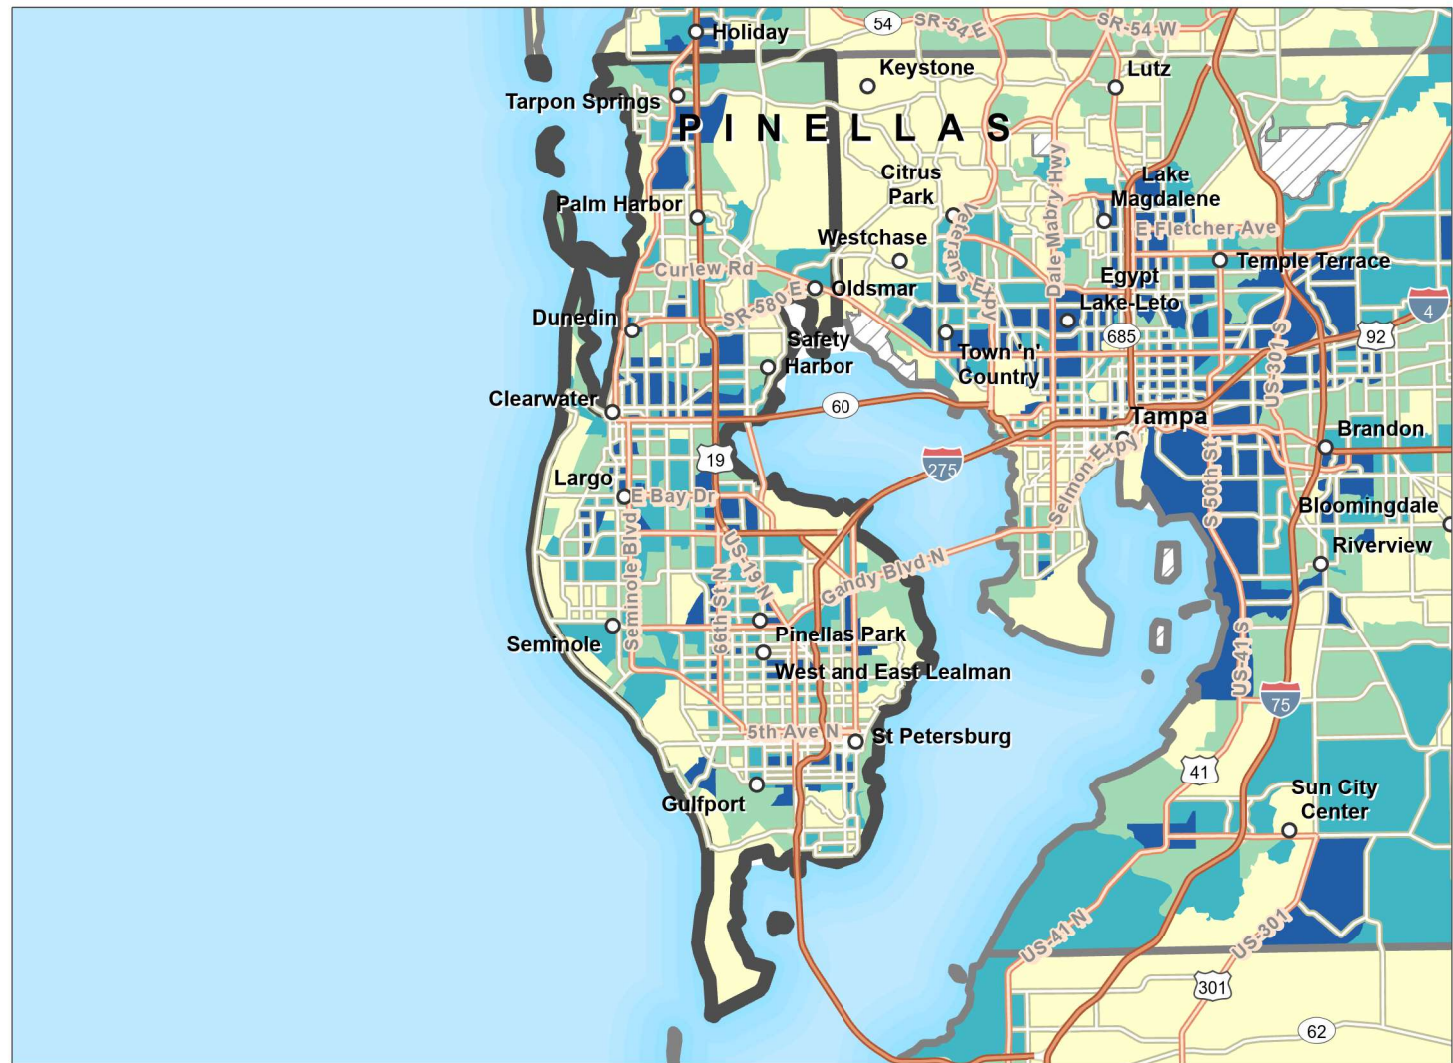 54
SR-54 E
SR-54 W
Holiday
Keystone
Lutz
Tarpon Springs
PINELLAS
Citrus
Park
Dale Mabry Hwy
Lake
Magdalene
Palm Harbor
Veterans Expy
E Fletcher Ave
Westchase
Temple Terrace
Curlew Rd
Egypt
Lake-Leto
Oldsmar
SR-580 E
4
Dunedin
685
92
Safety
Harbor
Town 'n'
Country
US-301 S
Clearwater
60
Tampa
Brandon
19
275
Selmon Expy
S 50th St
Largo
E Bay Dr
Bloomingdale
Riverview
Seminole Blvd
US-19 N
66th St N
Gandy Blvd N
Seminole
Pinellas Park
West and East Lealman
US-41 S
75
5th Ave N
St Petersburg
41
Gulfport
Sun City
Center
US-41 N
US-301
301
62